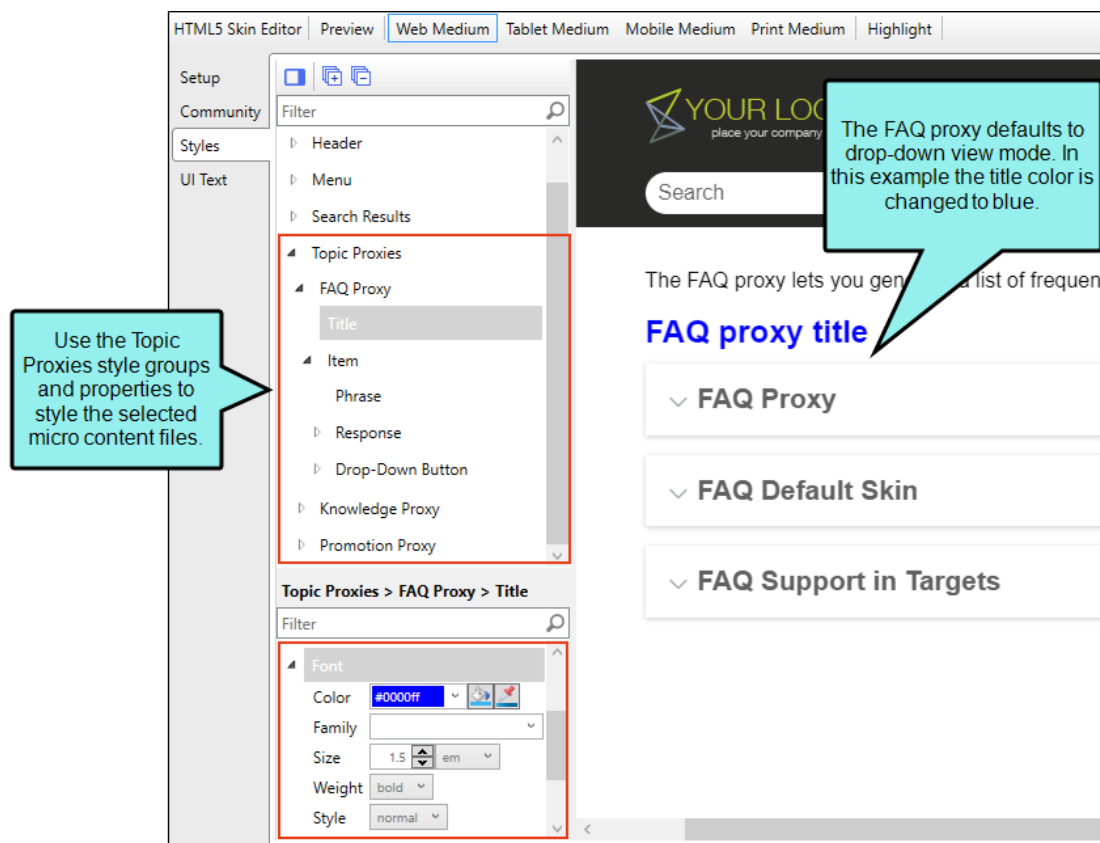 HTML5 Skin Editor Preview Web Medium Tablet Medium Mobile Medium Print Medium Highlight
Setup
Community
Styles
UI Text
Filter
Header
Menu
Search Results
Topic Proxies
FAQ Proxy
Title
Item
Phrase
Response
Drop-Down Button
Knowledge Proxy
Promotion Proxy
Topic Proxies > FAQ Proxy > Title
Filter
Font
Color #0000ff
Family
Size 1.5 em
Weight bold
Style normal
Use the Topic
Proxies style groups
and properties to
style the selected
micro content files.
YOUR LOG
place your company
Search
The FAQ proxy defaults to
drop-down view mode. In
this example the title color is
changed to blue.
The FAQ proxy lets you gen list of frequen
FAQ proxy title
FAQ Proxy
FAQ Default Skin
FAQ Support in Targets